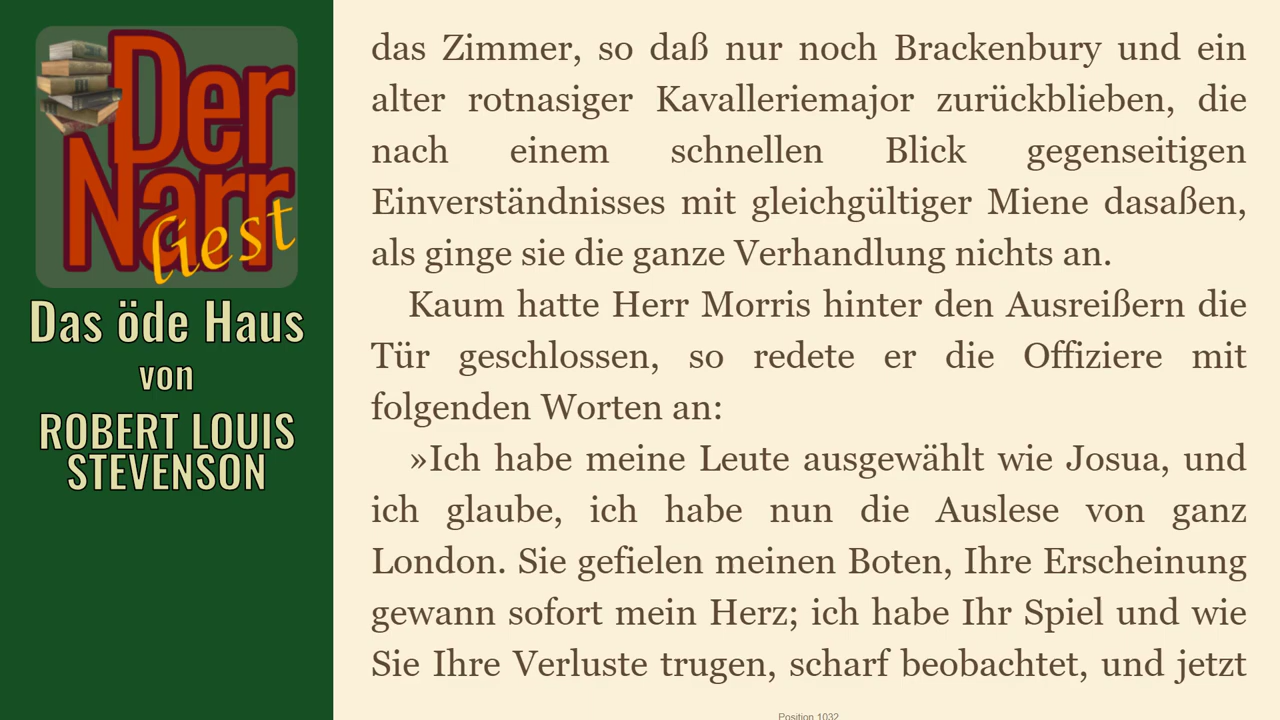 Der
Narr
liest
Das öde Haus
von
ROBERT LOUIS
STEVENSON
das Zimmer, so daß nur noch Brackenbury und ein
alter rotnasiger Kavalleriemajor zurückblieben, die
nach einem schnellen Blick gegenseitigen
Einverständnisses mit gleichgültiger Miene dasaßen,
als ginge sie die ganze Verhandlung nichts an.
Kaum hatte Herr Morris hinter den Ausreißern die
Tür geschlossen, so redete er die Offiziere mit
folgenden Worten an:
»Ich habe meine Leute ausgewählt wie Josua, und
ich glaube, ich habe nun die Auslese von ganz
London. Sie gefielen meinen Boten, Ihre Erscheinung
gewann sofort mein Herz; ich habe Ihr Spiel und wie
Sie Ihre Verluste trugen, scharf beobachtet, und jetzt
Position 1032